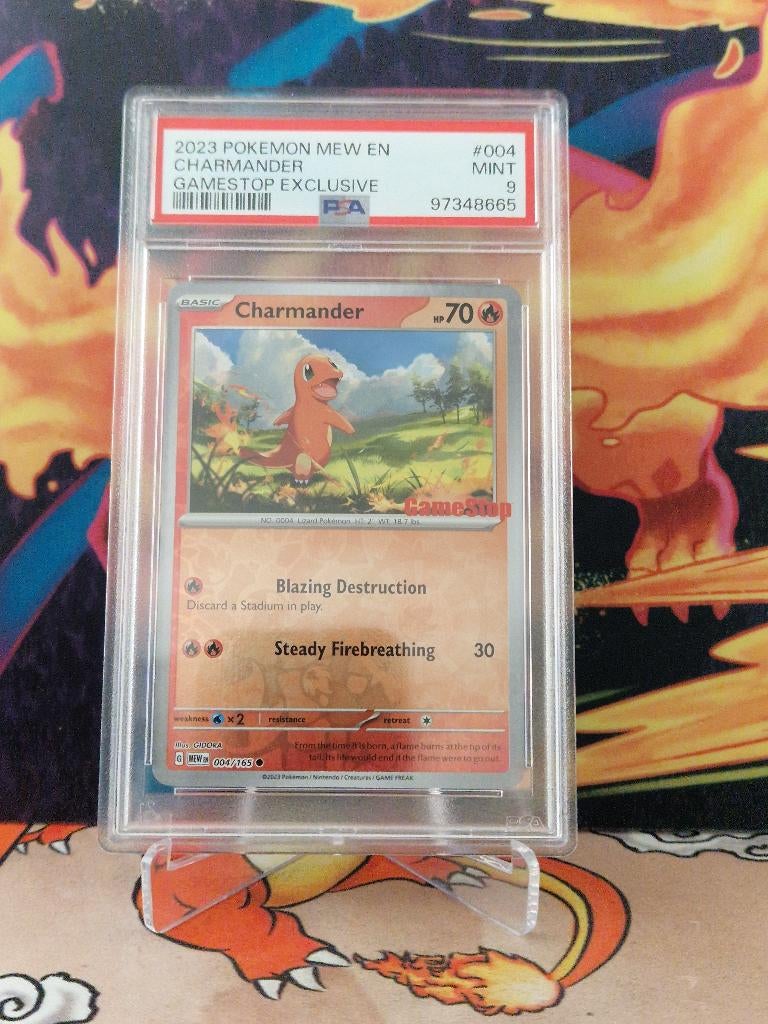 2023 POKEMON MEW EN #004
CHARMANDER MINT
GAMESTOP EXCLUSIVE 9
PSA 97348665
BASIC Charmander HP 70
GameStop
NO. 0004 Lizard Pokémon HT: 2' WT: 18.7 lbs.
Blazing Destruction
Discard a Stadium in play.
Steady Firebreathing 30
weakness ×2 resistance retreat
Illus. GIDORA
From the time it is born, a flame burns at the tip of its
tail. Its life would end if the flame were to go out.
G MEW EN 004/165
©2023 Pokémon / Nintendo / Creatures / GAME FREAK
PSA